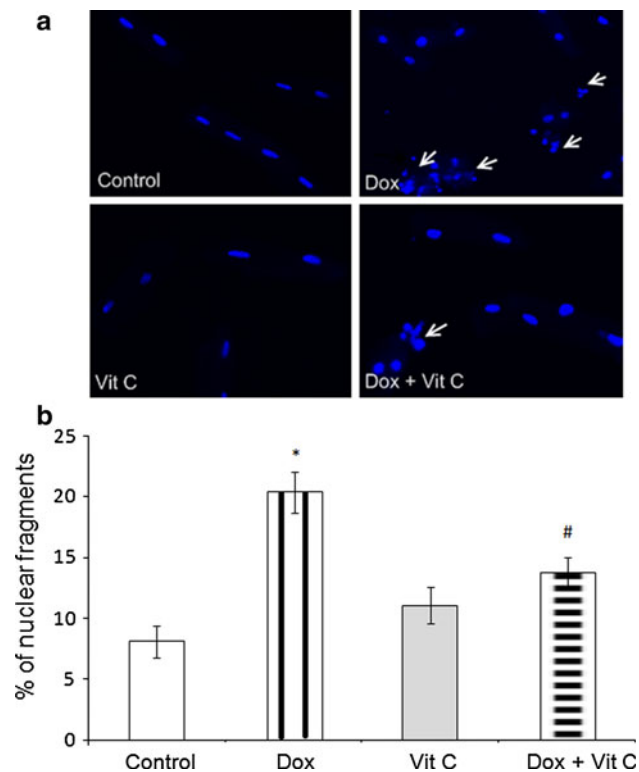 a
Control
Dox
Vit C
Dox + Vit C
b
% of nuclear fragments
25
20
15
10
5
0
*
#
Control
Dox
Vit C
Dox + Vit C